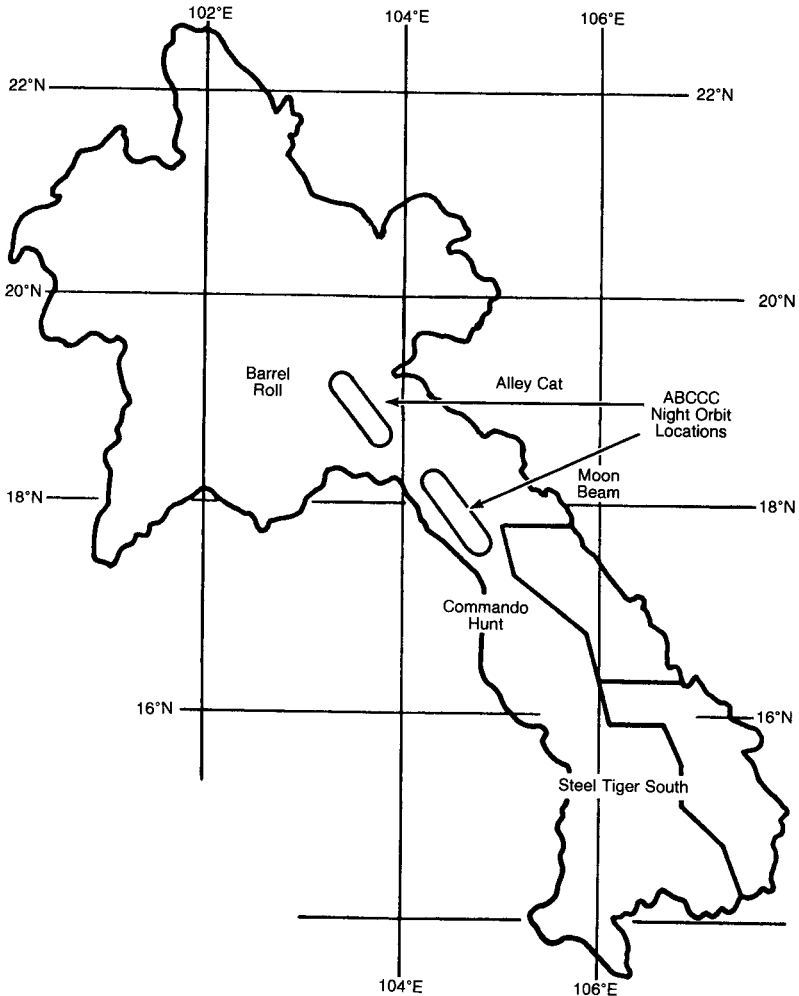 102°E
104°E
106°E
22°N
22°N
20°N
20°N
Barrel
Roll
Alley Cat
ABCCC
Night Orbit
Locations
Moon
Beam
18°N
18°N
Commando
Hunt
16°N
16°N
Steel Tiger South
104°E
106°E